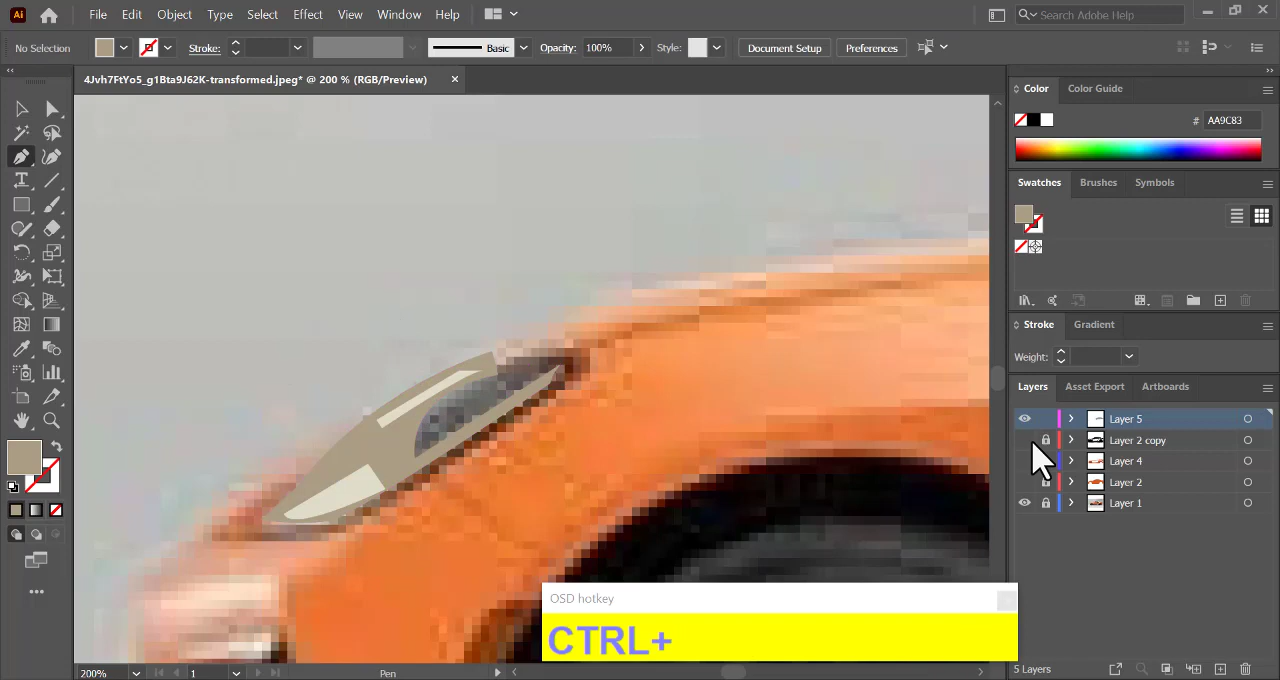 Ai File Edit Object Type Select Effect View Window Help Search Adobe Help
No Selection Stroke: Basic Opacity: 100% Style: Document Setup Preferences
4Jvh7FtYo5_g1Bta9J62K-transformed.jpeg* @ 200 % (RGB/Preview)
Color Color Guide
# AA9C83
Swatches Brushes Symbols
Stroke Gradient
Weight:
Layers Asset Export Artboards
Layer 5
Layer 2 copy
Layer 4
Layer 2
Layer 1
OSD hotkey
CTRL+
200% 1 Pen 5 Layers